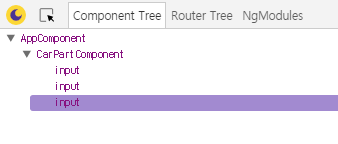 Component Tree Router Tree NgModules
AppComponent
CarPartComponent
input
input
input